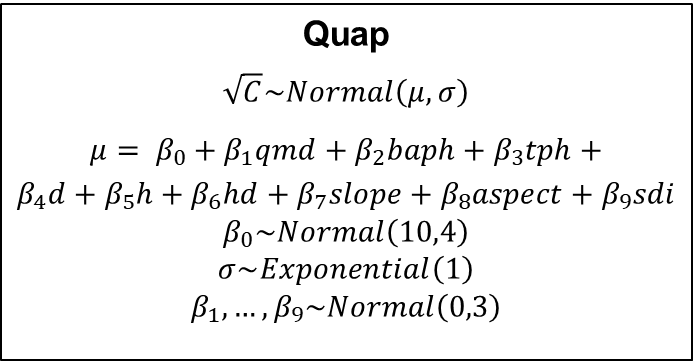 Quap
√C~Normal(μ, σ)
μ = β₀ + β₁qmd + β₂baph + β₃tph +
β₄d + β₅h + β₆hd + β₇slope + β₈aspect + β₉sdi
β₀~Normal(10,4)
σ~Exponential(1)
β₁, … , β₉~Normal(0,3)